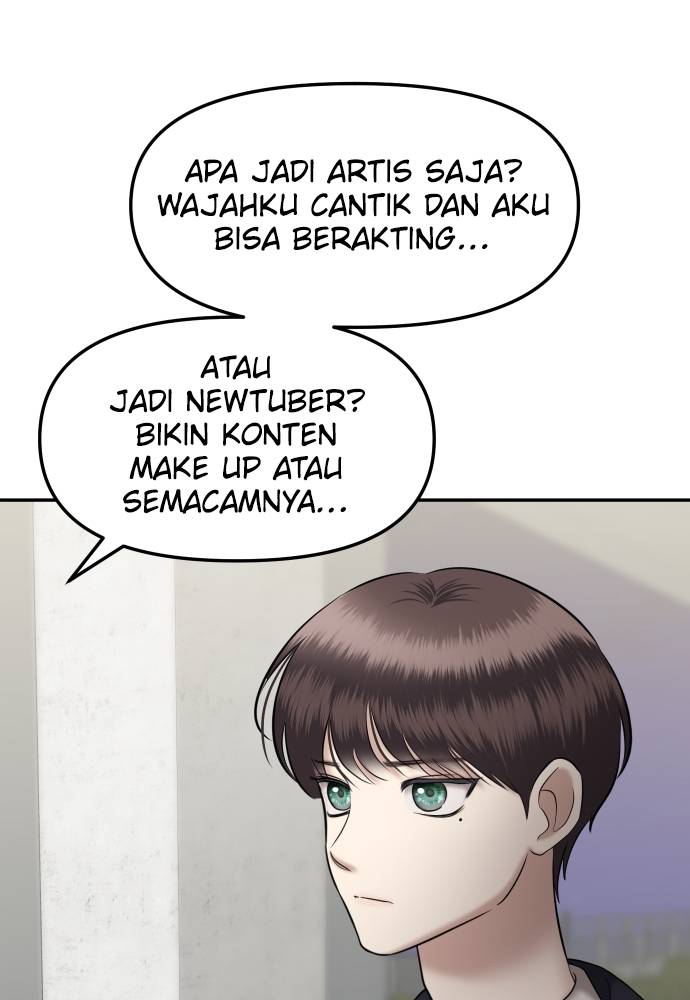 APA JADI ARTIS SAJA?
WAJAHKU CANTIK DAN AKU
BISA BERAKTING...
ATAU
JADI NEWTUBER?
BIKIN KONTEN
MAKE UP ATAU
SEMACAMNYA...